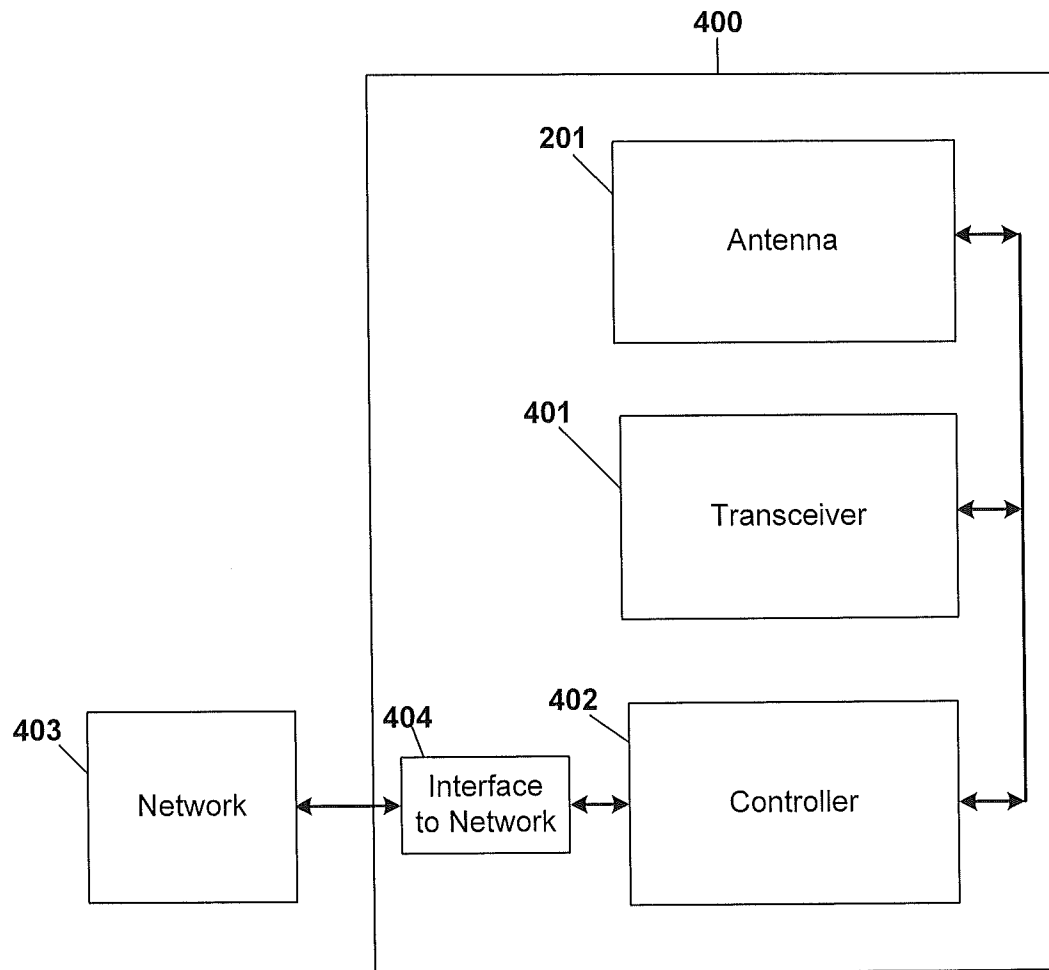 400
201
Antenna
401
Transceiver
402
Controller
404
Interface
to Network
403
Network